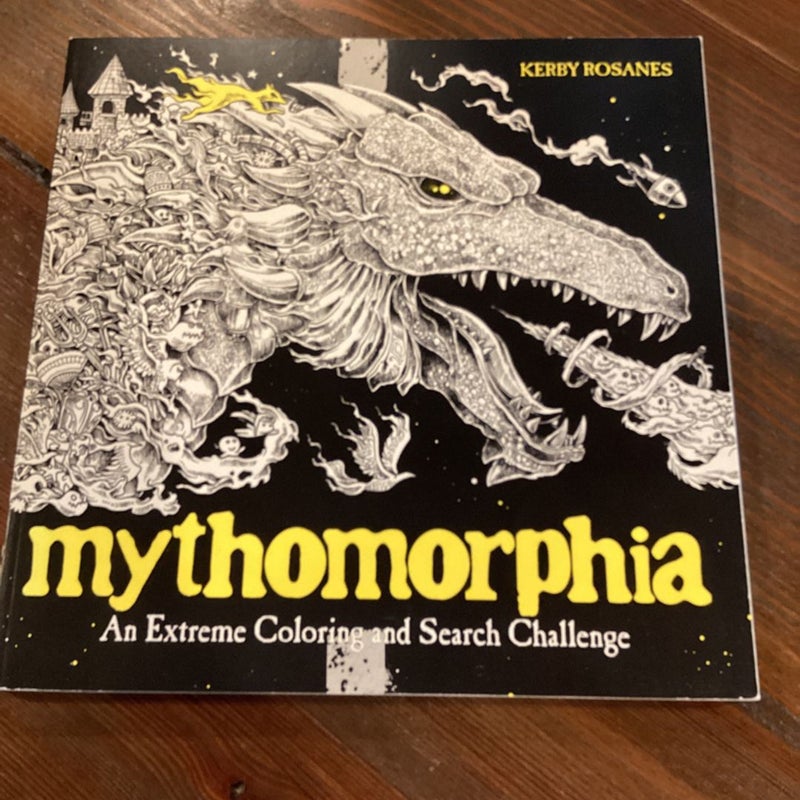 KERBY ROSANES
mythomorphia
An Extreme Coloring and Search Challenge